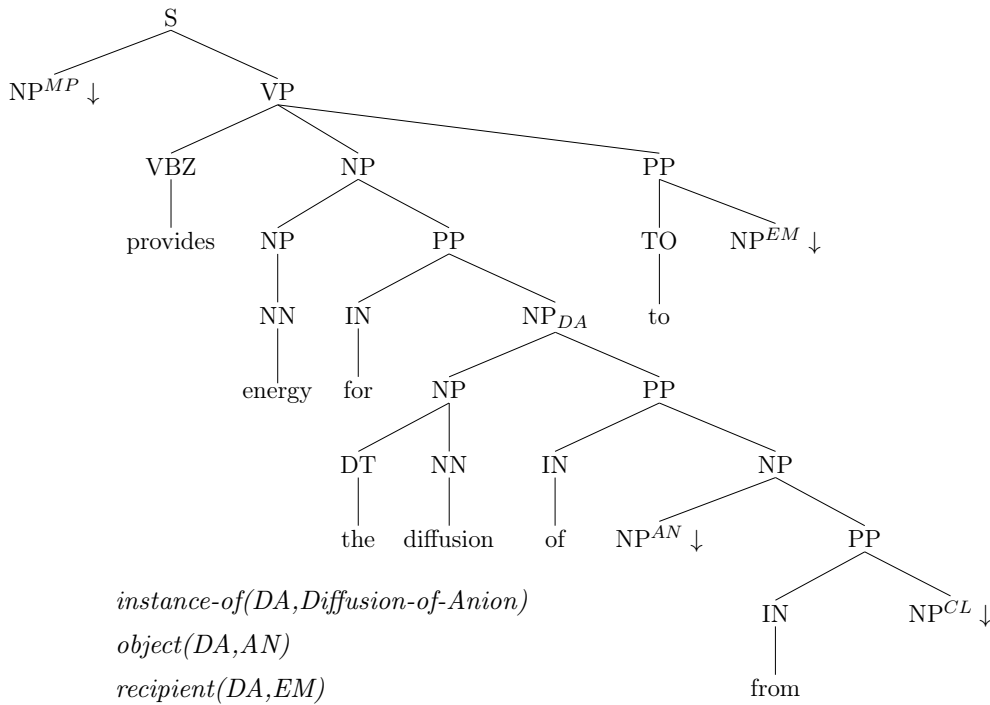 S
NP^{MP} ↓ VP
VBZ NP PP
provides NP PP TO NP^{EM} ↓
NN IN NP_{DA} to
energy for NP PP
DT NN IN NP
the diffusion of NP^{AN} ↓ PP
instance-of(DA,Diffusion-of-Anion)
IN NP^{CL} ↓
object(DA,AN)
recipient(DA,EM) from